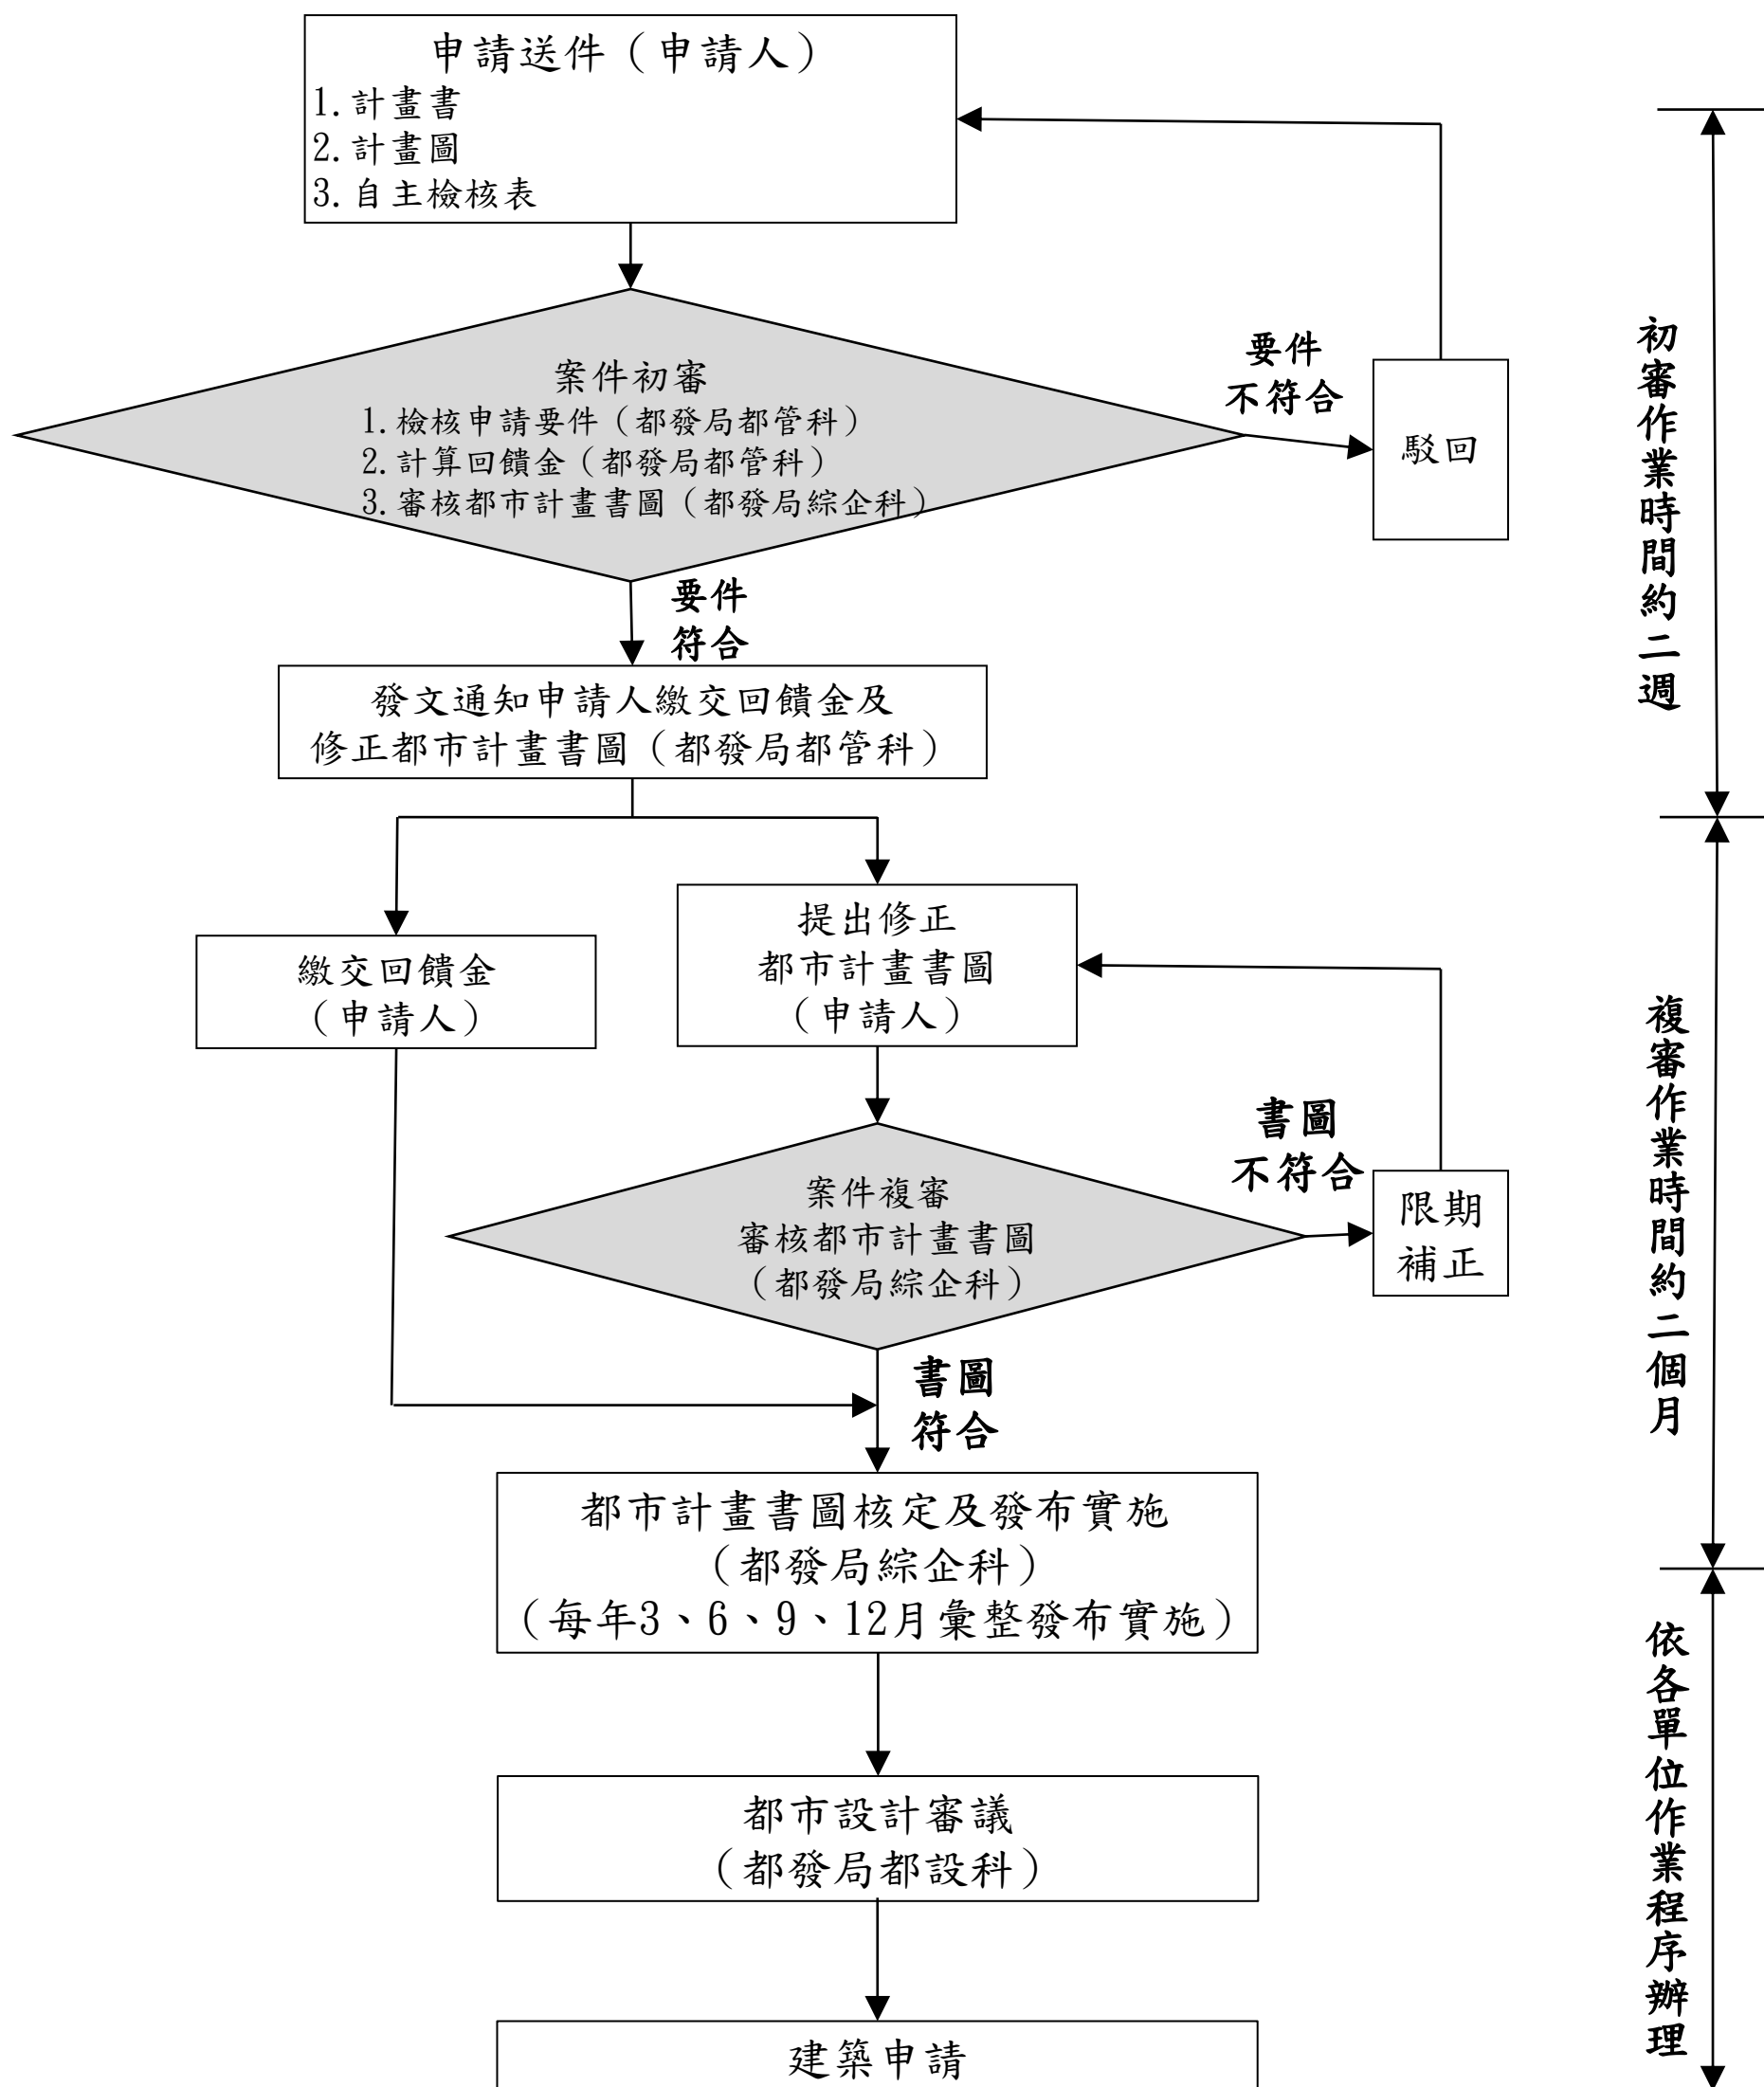 申請送件（申請人）
1.計畫書
2.計畫圖
3.自主檢核表
案件初審
1.檢核申請要件（都發局都管科）
2.計算回饋金（都發局都管科）
3.審核都市計畫書圖（都發局綜企科）
要件
不符合
駁回
要件
符合
發文通知申請人繳交回饋金及
修正都市計畫書圖（都發局都管科）
初審作業時間約二週
繳交回饋金
（申請人）
提出修正
都市計畫書圖
（申請人）
案件複審
審核都市計畫書圖
（都發局綜企科）
書圖
不符合
限期
補正
書圖
符合
複審作業時間約二個月
都市計畫書圖核定及發布實施
（都發局綜企科）
（每年3、6、9、12月彙整發布實施）
都市設計審議
（都發局都設科）
建築申請
依各單位作業程序辦理